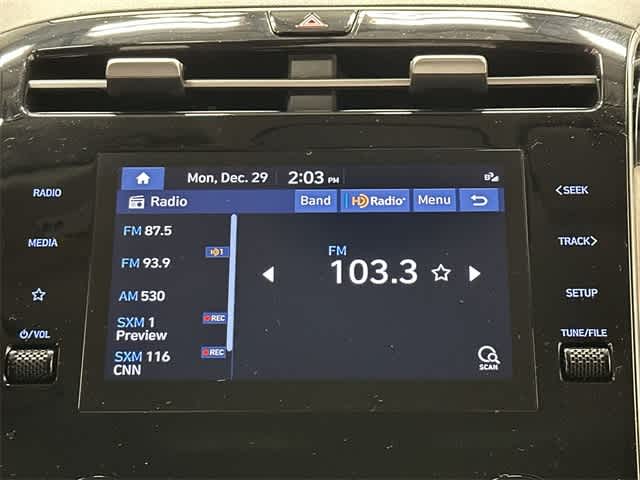 Mon, Dec. 29 2:03 PM
Radio Band HD Radio Menu
RADIO
MEDIA
/VOL
FM 87.5
FM 93.9 HD1
AM 530
SXM 1 REC
Preview
SXM 116 REC
CNN
FM
103.3
SCAN
<SEEK
TRACK>
SETUP
TUNE/FILE